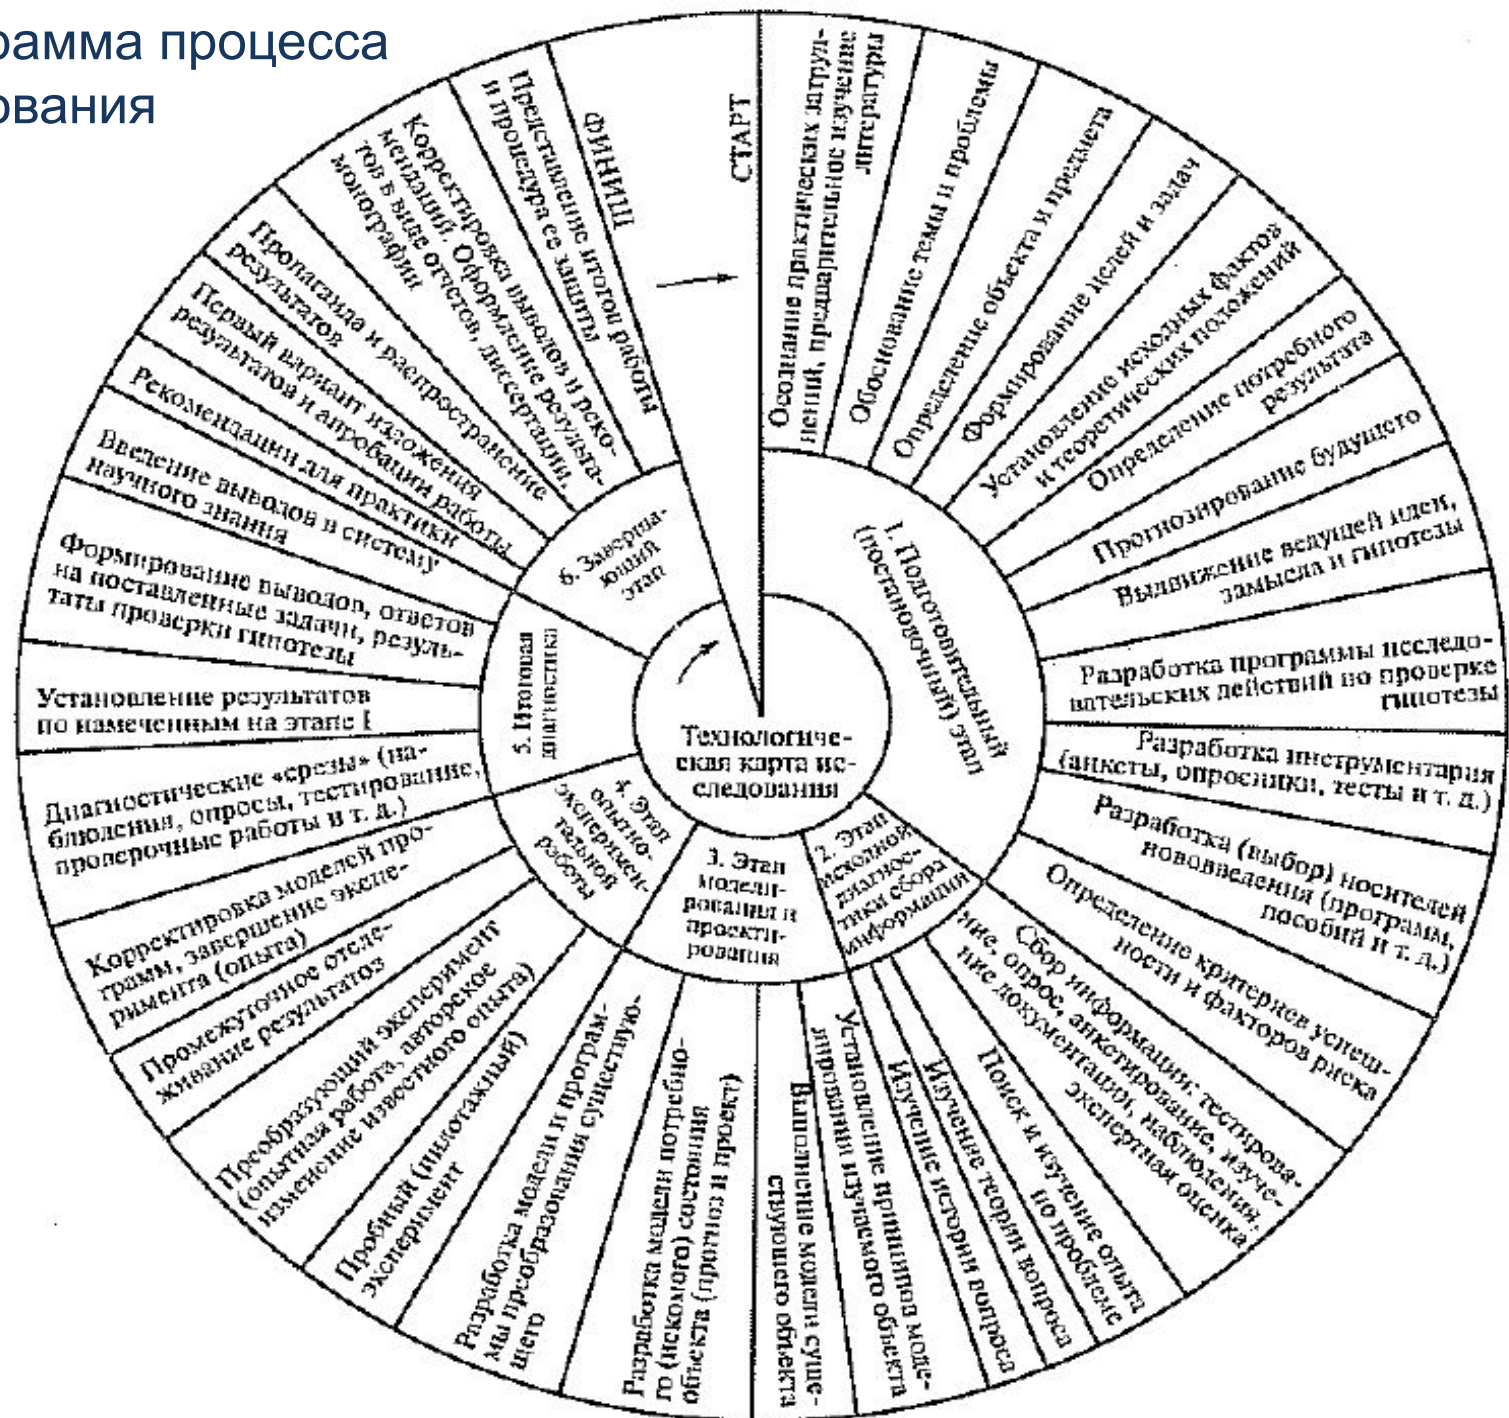 рамма процесса
ования
СТАРТ
Осознание практических затруд-
нений, предварительное изучение
литературы
Обоснование темы и проблемы
Определение объекта и предмета
Формирование целей и задач
Установление исходных фактов
и теоретических положений
Определение потребного
результата
Прогнозирование будущего
Выдвижение ведущей идеи,
замысла и гипотезы
Разработка программы исследо-
вательских действий по проверке
гипотезы
Разработка инструментария
(анкеты, опросники, тесты и т. д.)
Разработка (выбор) носителей
нововведения (программ,
пособий и т. д.)
Определение критериев успеш-
ности и факторов риска
Сбор информации: тестирова-
ние, опрос, анкетирование, изуче-
ние документации, наблюдения,
экспертная оценка
Поиск и изучение опыта
по проблеме
Изучение теории вопроса
Изучение истории вопроса
Установление принципов моде-
лирования изучаемого объекта
Выполнение модели суще-
ствующего объекта
Разработка модели потребно-
го (искомого) состояния
объекта (прогноз и проект)
Разработка модели и програм-
мы преобразования существую-
щего
Пробный (пилотажный)
эксперимент
Преобразующий эксперимент
(опытная работа, авторское
изменение известного опыта)
Промежуточное отсле-
живание результатов
Корректировка моделей про-
грамм, завершение экспе-
римента (опыта)
Диагностические «срезы» (на-
блюдения, опросы, тестирование,
проверочные работы и т. д.)
Установление результатов
по намеченным на этапе I
Формирование выводов, ответов
на поставленные задачи, резуль-
таты проверки гипотезы
Введение выводов в систему
научного знания
Рекомендации для практики
Первый вариант изложения
результатов и апробации работы
Пропаганда и распространение
результатов
Корректировка выводов и реко-
мендаций. Оформление результа-
тов в виде отчетов, диссертации,
монографии
Представление итогов работы
и процедура ее защиты
ФИНИШ
1. Подготовительный
(постановочный) этап
2. Этап
исходной
диагнос-
тики сбора
информации
3. Этап
модели-
рования и
проекти-
рования
4. Этап
опытно-
эксперимен-
тальной
работы
5. Итоговая
диагностика
6. Заверша-
ющий
этап
Технологиче-
ская карта ис-
следования